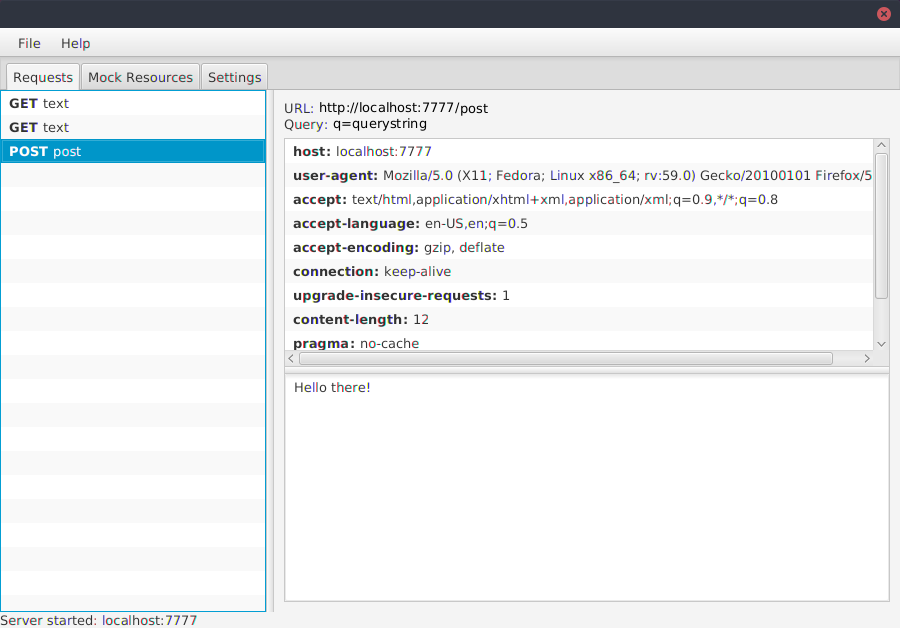 File Help
Requests Mock Resources Settings
GET text
GET text
POST post
URL: http://localhost:7777/post
Query: q=querystring
host: localhost:7777
user-agent: Mozilla/5.0 (X11; Fedora; Linux x86_64; rv:59.0) Gecko/20100101 Firefox/5
accept: text/html,application/xhtml+xml,application/xml;q=0.9,*/*;q=0.8
accept-language: en-US,en;q=0.5
accept-encoding: gzip, deflate
connection: keep-alive
upgrade-insecure-requests: 1
content-length: 12
pragma: no-cache
Hello there!
Server started: localhost:7777